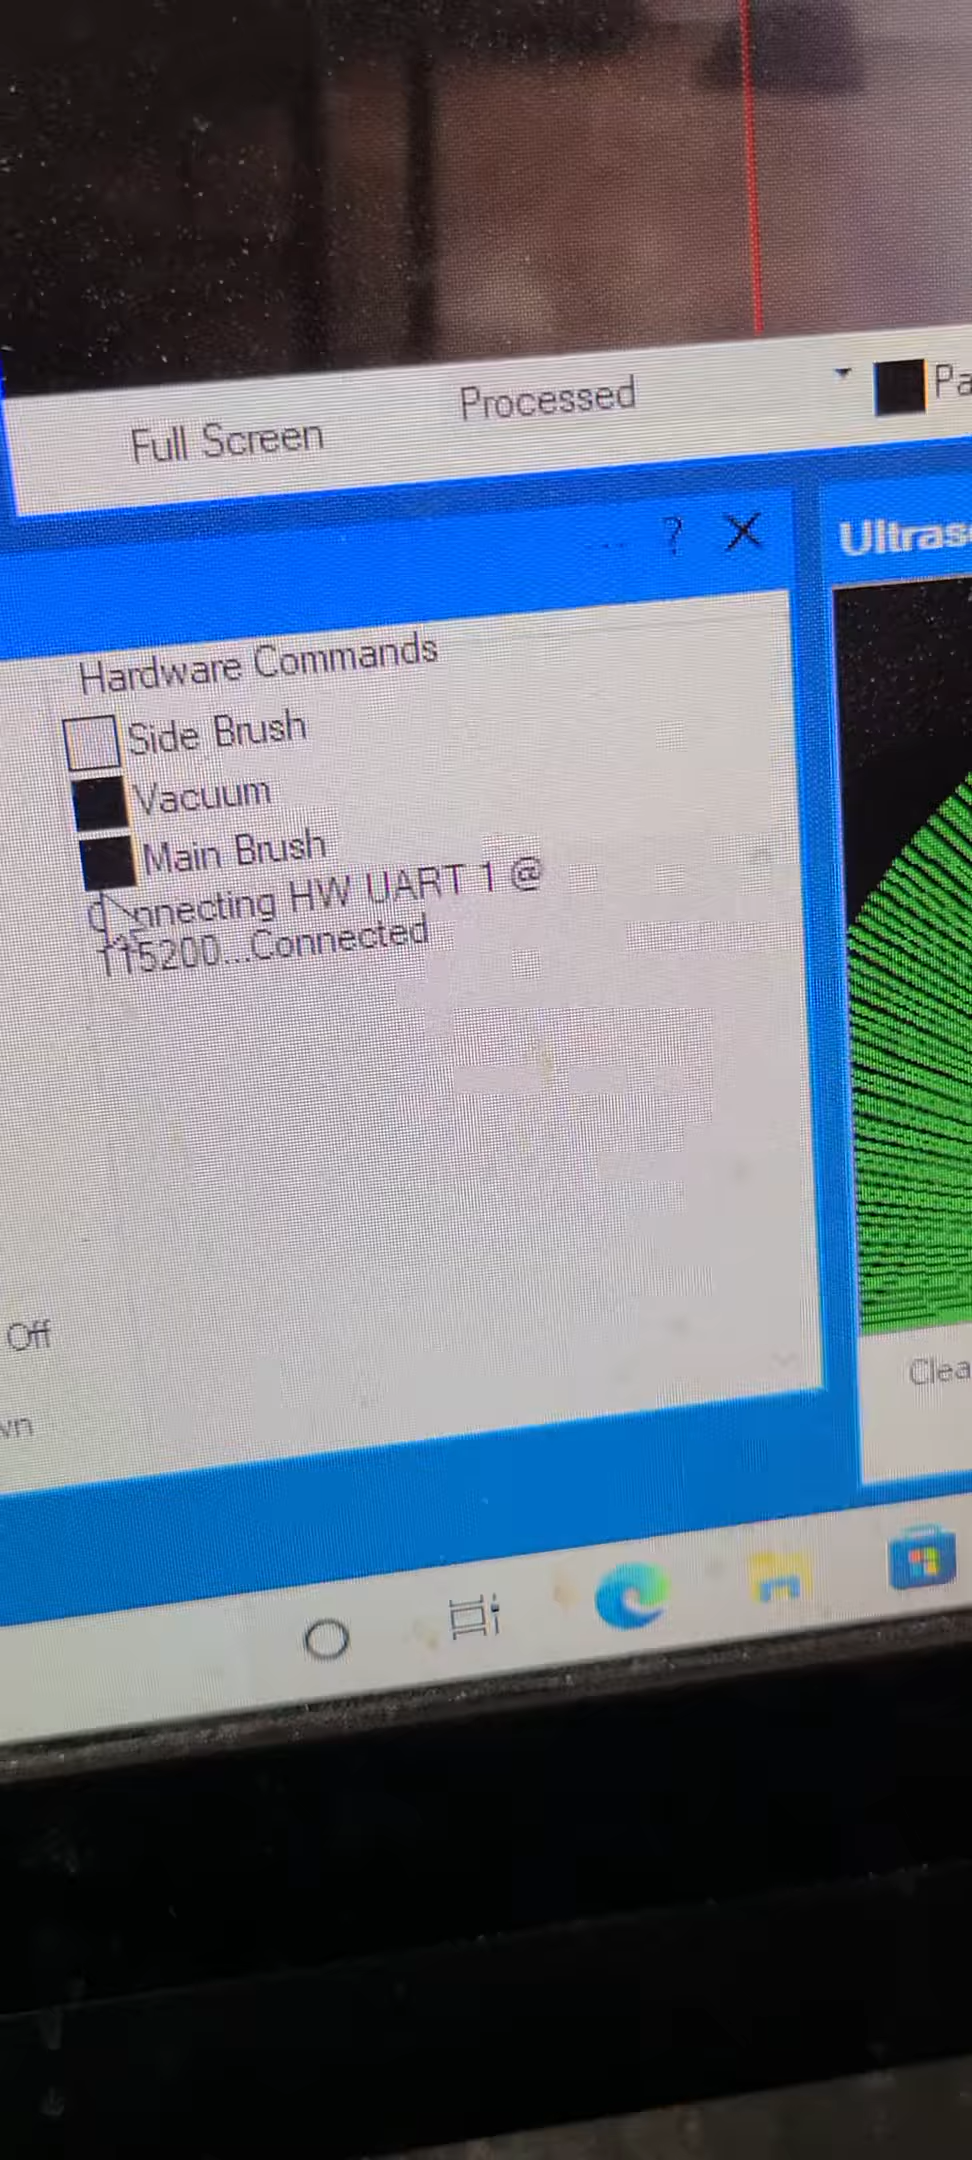 Processed
Full Screen
Pa
... ? X
Ultras
Hardware Commands
Side Brush
Vacuum
Main Brush
nnecting HW UART 1 @
115200...Connected
Off
Clea
wn